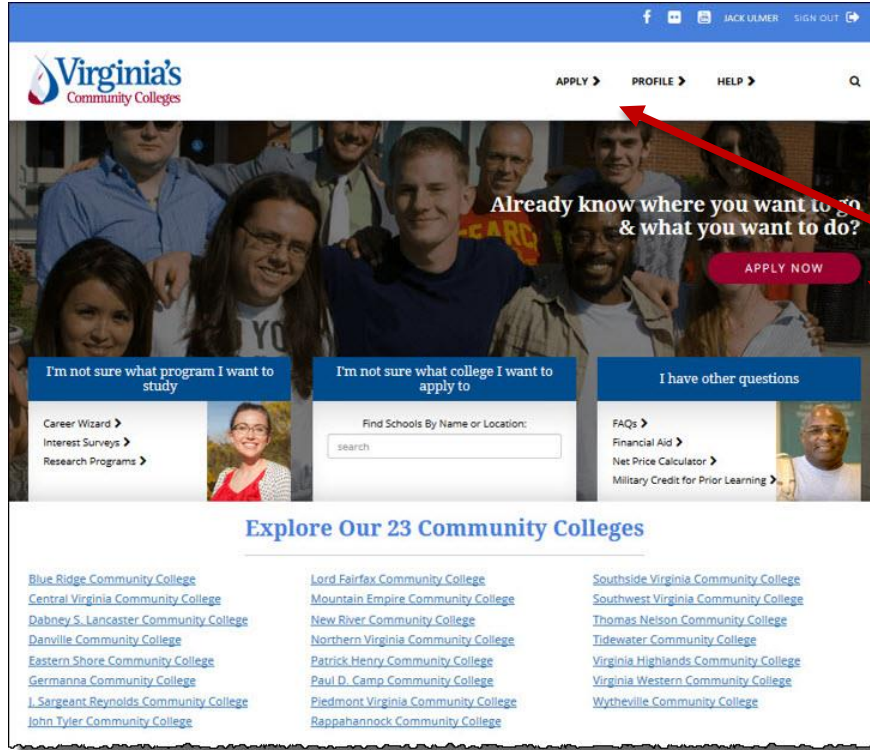 JACK ULMER SIGN OUT
Virginia's
Community Colleges
APPLY PROFILE HELP
Already know where you want to go
& what you want to do?
APPLY NOW
I'm not sure what program I want to
study
Career Wizard
Interest Surveys
Research Programs
I'm not sure what college I want to
apply to
Find Schools By Name or Location:
search
I have other questions
FAQs
Financial Aid
Net Price Calculator
Military Credit for Prior Learning
Explore Our 23 Community Colleges
Blue Ridge Community College
Central Virginia Community College
Dabney S. Lancaster Community College
Danville Community College
Eastern Shore Community College
Germanna Community College
J. Sargeant Reynolds Community College
John Tyler Community College
Lord Fairfax Community College
Mountain Empire Community College
New River Community College
Northern Virginia Community College
Patrick Henry Community College
Paul D. Camp Community College
Piedmont Virginia Community College
Rappahannock Community College
Southside Virginia Community College
Southwest Virginia Community College
Thomas Nelson Community College
Tidewater Community College
Virginia Highlands Community College
Virginia Western Community College
Wytheville Community College